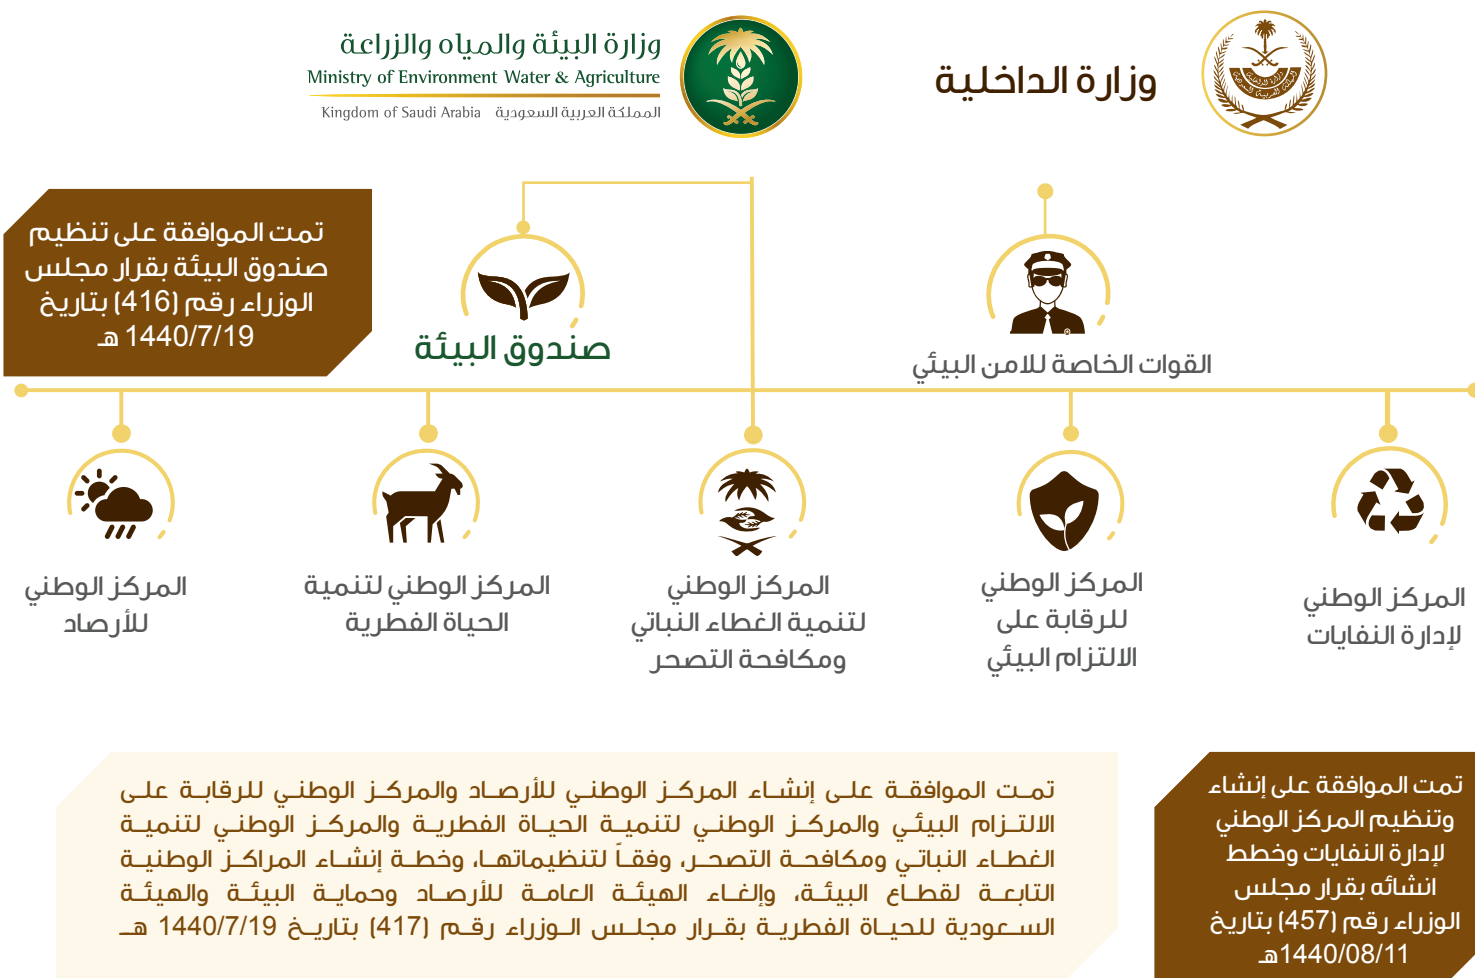 وزارة الداخلية
وزارة البيئة والمياه والزراعة
Ministry of Environment Water & Agriculture
المملكة العربية السعودية Kingdom of Saudi Arabia
تمت الموافقة على تنظيم
صندوق البيئة بقرار مجلس
الوزراء رقم (416) بتاريخ
1440/7/19 هـ
صندوق البيئة
القوات الخاصة للامن البيئي
المركز الوطني
لإدارة النفايات
المركز الوطني
للرقابة على
الالتزام البيئي
المركز الوطني
لتنمية الغطاء النباتي
ومكافحة التصحر
المركز الوطني لتنمية
الحياة الفطرية
المركز الوطني
للأرصاد
تمت الموافقة على إنشاء
وتنظيم المركز الوطني
لإدارة النفايات وخطط
انشائه بقرار مجلس
الوزراء رقم (457) بتاريخ
1440/08/11هـ
تمت الموافقة على إنشاء المركز الوطني للأرصاد والمركز الوطني للرقابة على
الالتزام البيئي والمركز الوطني لتنمية الحياة الفطرية والمركز الوطني لتنمية
الغطاء النباتي ومكافحة التصحر، وفقاً لتنظيماتها، وخطة إنشاء المراكز الوطنية
التابعة لقطاع البيئة، وإلغاء الهيئة العامة للأرصاد وحماية البيئة والهيئة
السعودية للحياة الفطرية بقرار مجلس الوزراء رقم (417) بتاريخ 1440/7/19 هـ